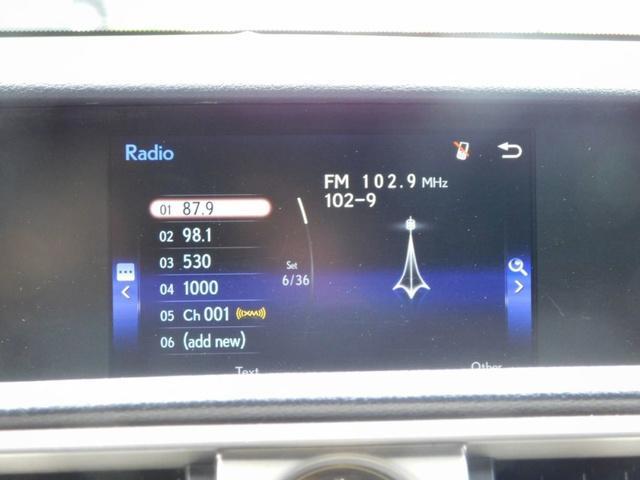 Radio
FM 102.9 MHz
102-9
01 87.9
02 98.1
03 530
04 1000
05 Ch 001 ((XM))
06 (add new)
Set
6/36
Text
Other